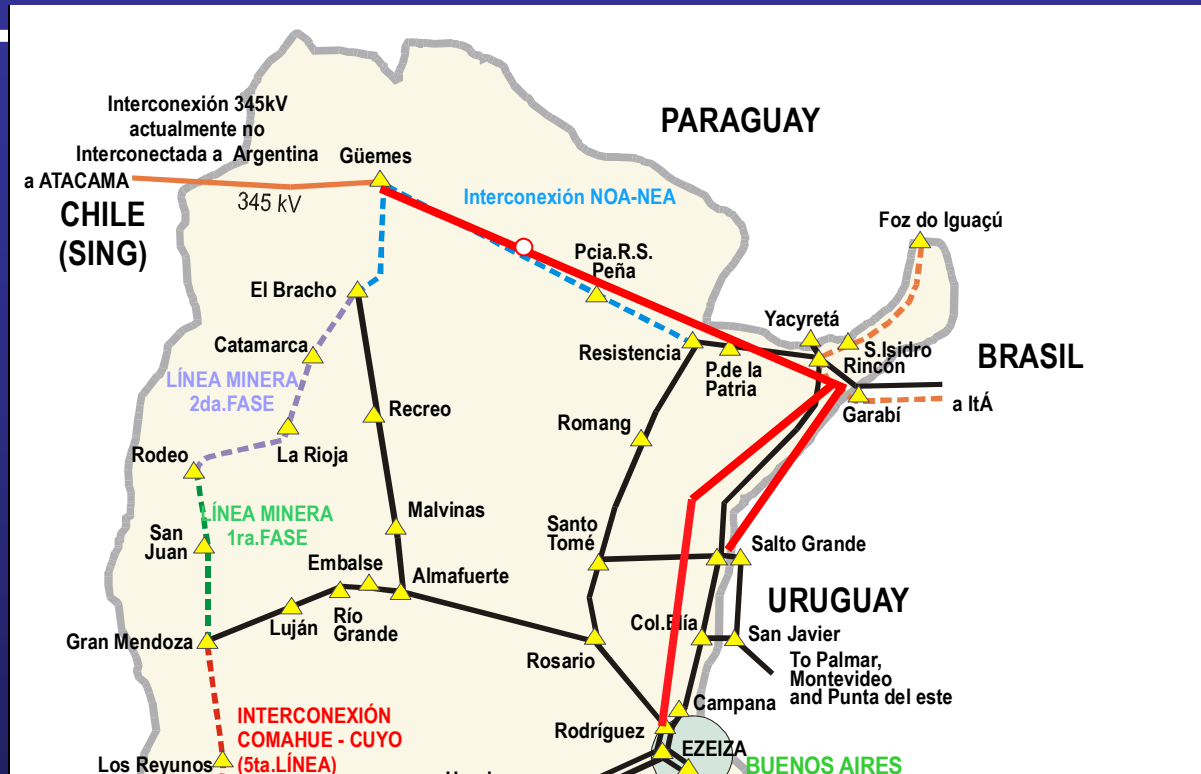 Interconexión 345kV
actualmente no
Interconectada a Argentina
a ATACAMA
345 kV
CHILE
(SING)
Güemes
PARAGUAY
Interconexión NOA-NEA
Foz do Iguaçú
Pcia.R.S.
Peña
El Bracho
Catamarca
LÍNEA MINERA
2da.FASE
Resistencia
P.de la
Patria
Yacyretá
S.Isidro
Rincón
BRASIL
Garabí
a ItÁ
Recreo
Romang
La Rioja
Rodeo
LÍNEA MINERA
1ra.FASE
San
Juan
Malvinas
Santo
Tomé
Salto Grande
Embalse
Almafuerte
URUGUAY
Luján
Río
Grande
Gran Mendoza
Col.Elía
San Javier
Rosario
To Palmar,
Montevideo
and Punta del este
Campana
INTERCONEXIÓN
COMAHUE - CUYO
(5ta.LÍNEA)
Rodríguez
EZEIZA
Los Reyunos
BUENOS AIRES